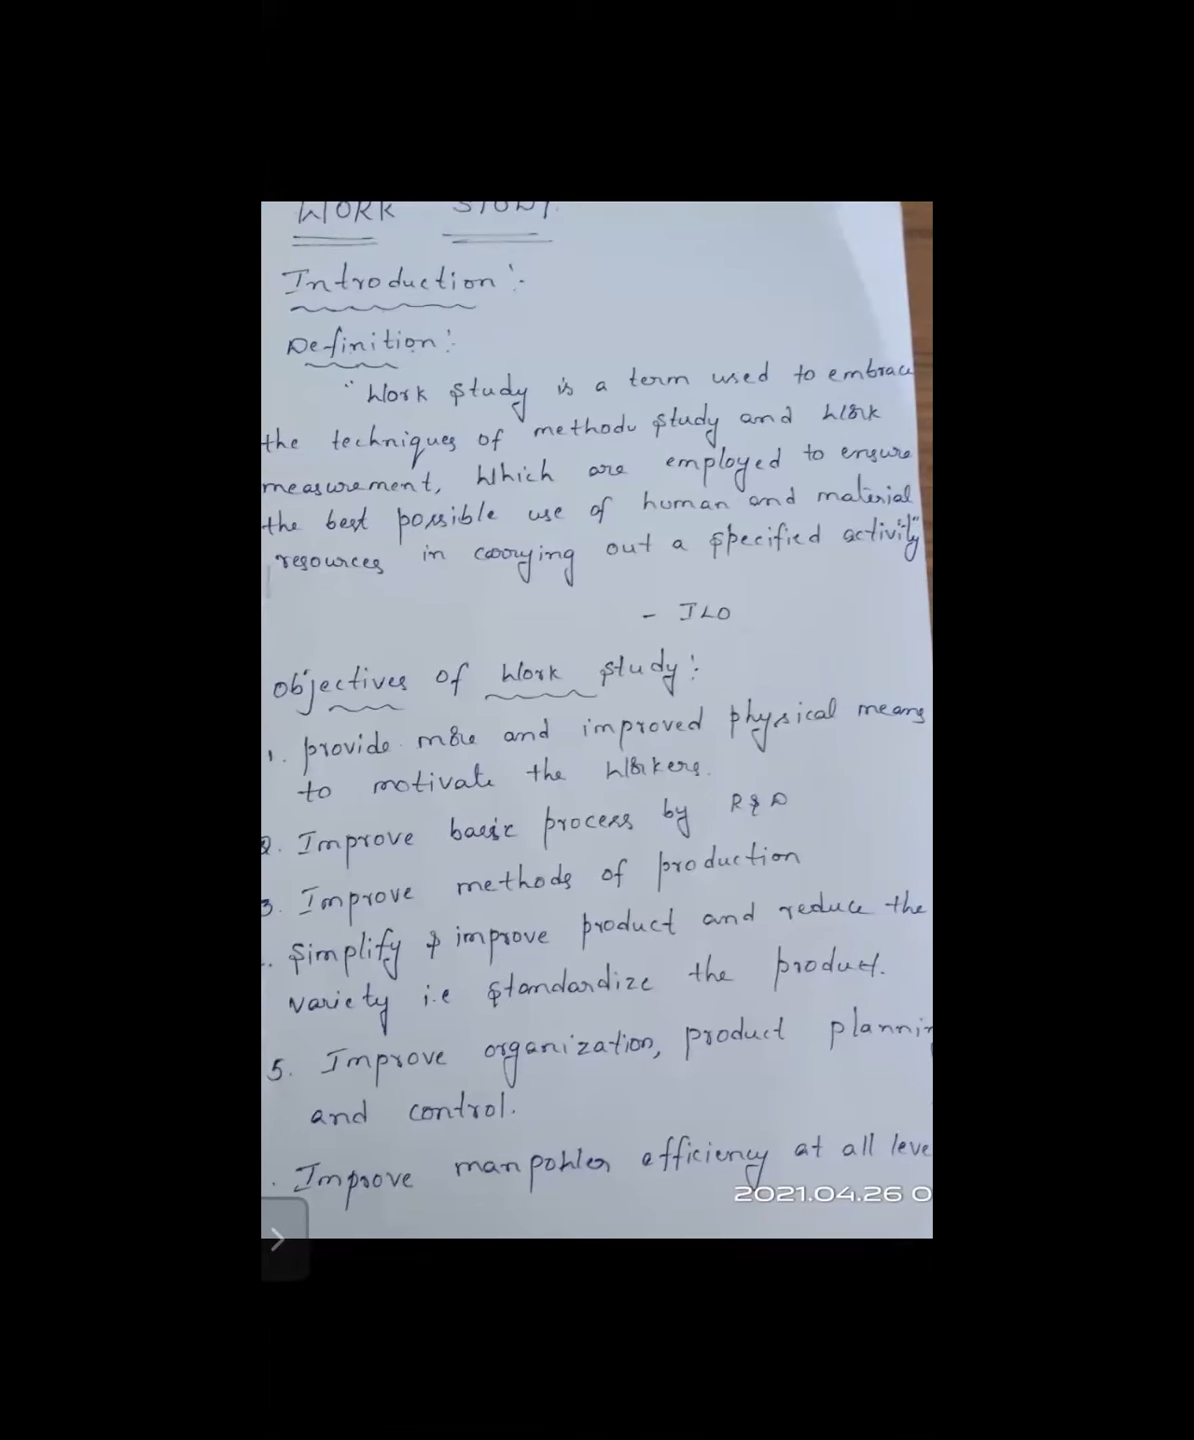 WORK STUDY.
Introduction :-
Definition :
"Work study is a term used to embrace
the techniques of methods study and work
measurement, which are employed to ensure
the best possible use of human and material
resources in carrying out a specified activity"
- ILO
Objectives of work study :
1. provide more and improved physical means
to motivate the workers.
2. Improve basic process by R & D
3. Improve methods of production
. simplify & improve product and reduce the
variety i.e standardize the product.
5. Improve organization, product plannin
and control.
. Improve manpower efficiency at all leve
2021.04.26 0